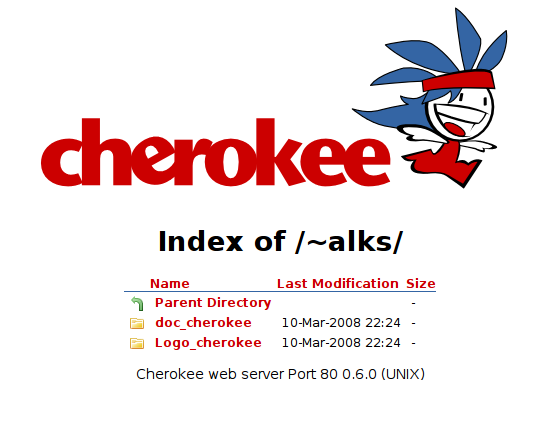 cherokee
Index of /~alks/
Name Last Modification Size
Parent Directory -
doc_cherokee 10-Mar-2008 22:24 -
Logo_cherokee 10-Mar-2008 22:24 -
Cherokee web server Port 80 0.6.0 (UNIX)